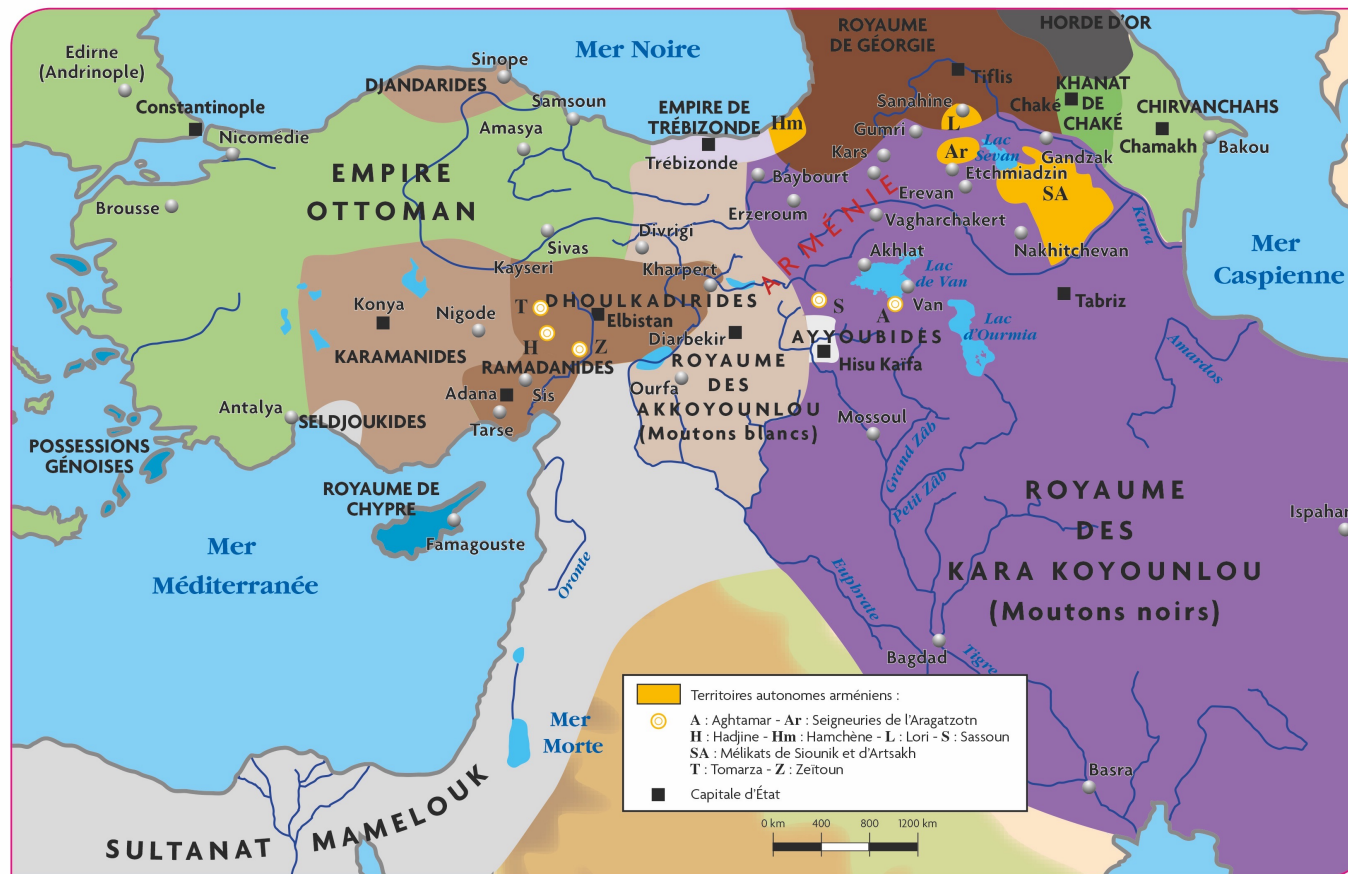 ROYAUME
DE GÉORGIE
HORDE D'OR
Mer Noire
Edirne
(Andrinople)
Sinope
DJANDARIDES
Tiflis
KHANAT
DE
CHAKÉ
Chaké
CHIRVANCHAHS
Constantinople
Samsoun
EMPIRE DE
TRÉBIZONDE
Hm
Sanahine
L
Nicomédie
Amasya
Gumri
Chamakh
Bakou
Trébizonde
Kars
Ar
Lac
Sevan
Gandzak
EMPIRE
OTTOMAN
Baybourt
Etchmiadzin
Erevan
SA
Brousse
Erzeroum
ARMÉNIE
Vagharchakert
Kura
Sivas
Divrigi
Nakhitchevan
Mer
Caspienne
Kayseri
Kharpert
Akhlat
Lac
de Van
Konya
Nigode
T
DHOULKADIRIDES
Elbistan
S
A
Van
Tabriz
Lac
d'Ourmia
H
Z
Diarbekir
AYYOUBIDES
Hisu Kaïfa
KARAMANIDES
RAMADANIDES
ROYAUME
DES
AKKOYOUNLOU
(Moutons blancs)
Amardos
Adana
Sis
Ourfa
Antalya
SELDJOUKIDES
Tarse
Mossoul
POSSESSIONS
GÉNOISES
Grand Zâb
Petit Zâb
ROYAUME DE
CHYPRE
Famagouste
ROYAUME
DES
KARA KOYOUNLOU
(Moutons noirs)
Ispahan
Mer
Méditerranée
Oronte
Euphrate
Bagdad
Tigre
Mer
Morte
Territoires autonomes arméniens :
A : Aghtamar - Ar : Seigneuries de l'Aragatzotn
H : Hadjine - Hm : Hamchène - L : Lori - S : Sassoun
SA : Mélikats de Siounik et d'Artsakh
T : Tomarza - Z : Zeïtoun
Capitale d'État
Basra
0 km 400 800 1200 km
SULTANAT MAMELOUK